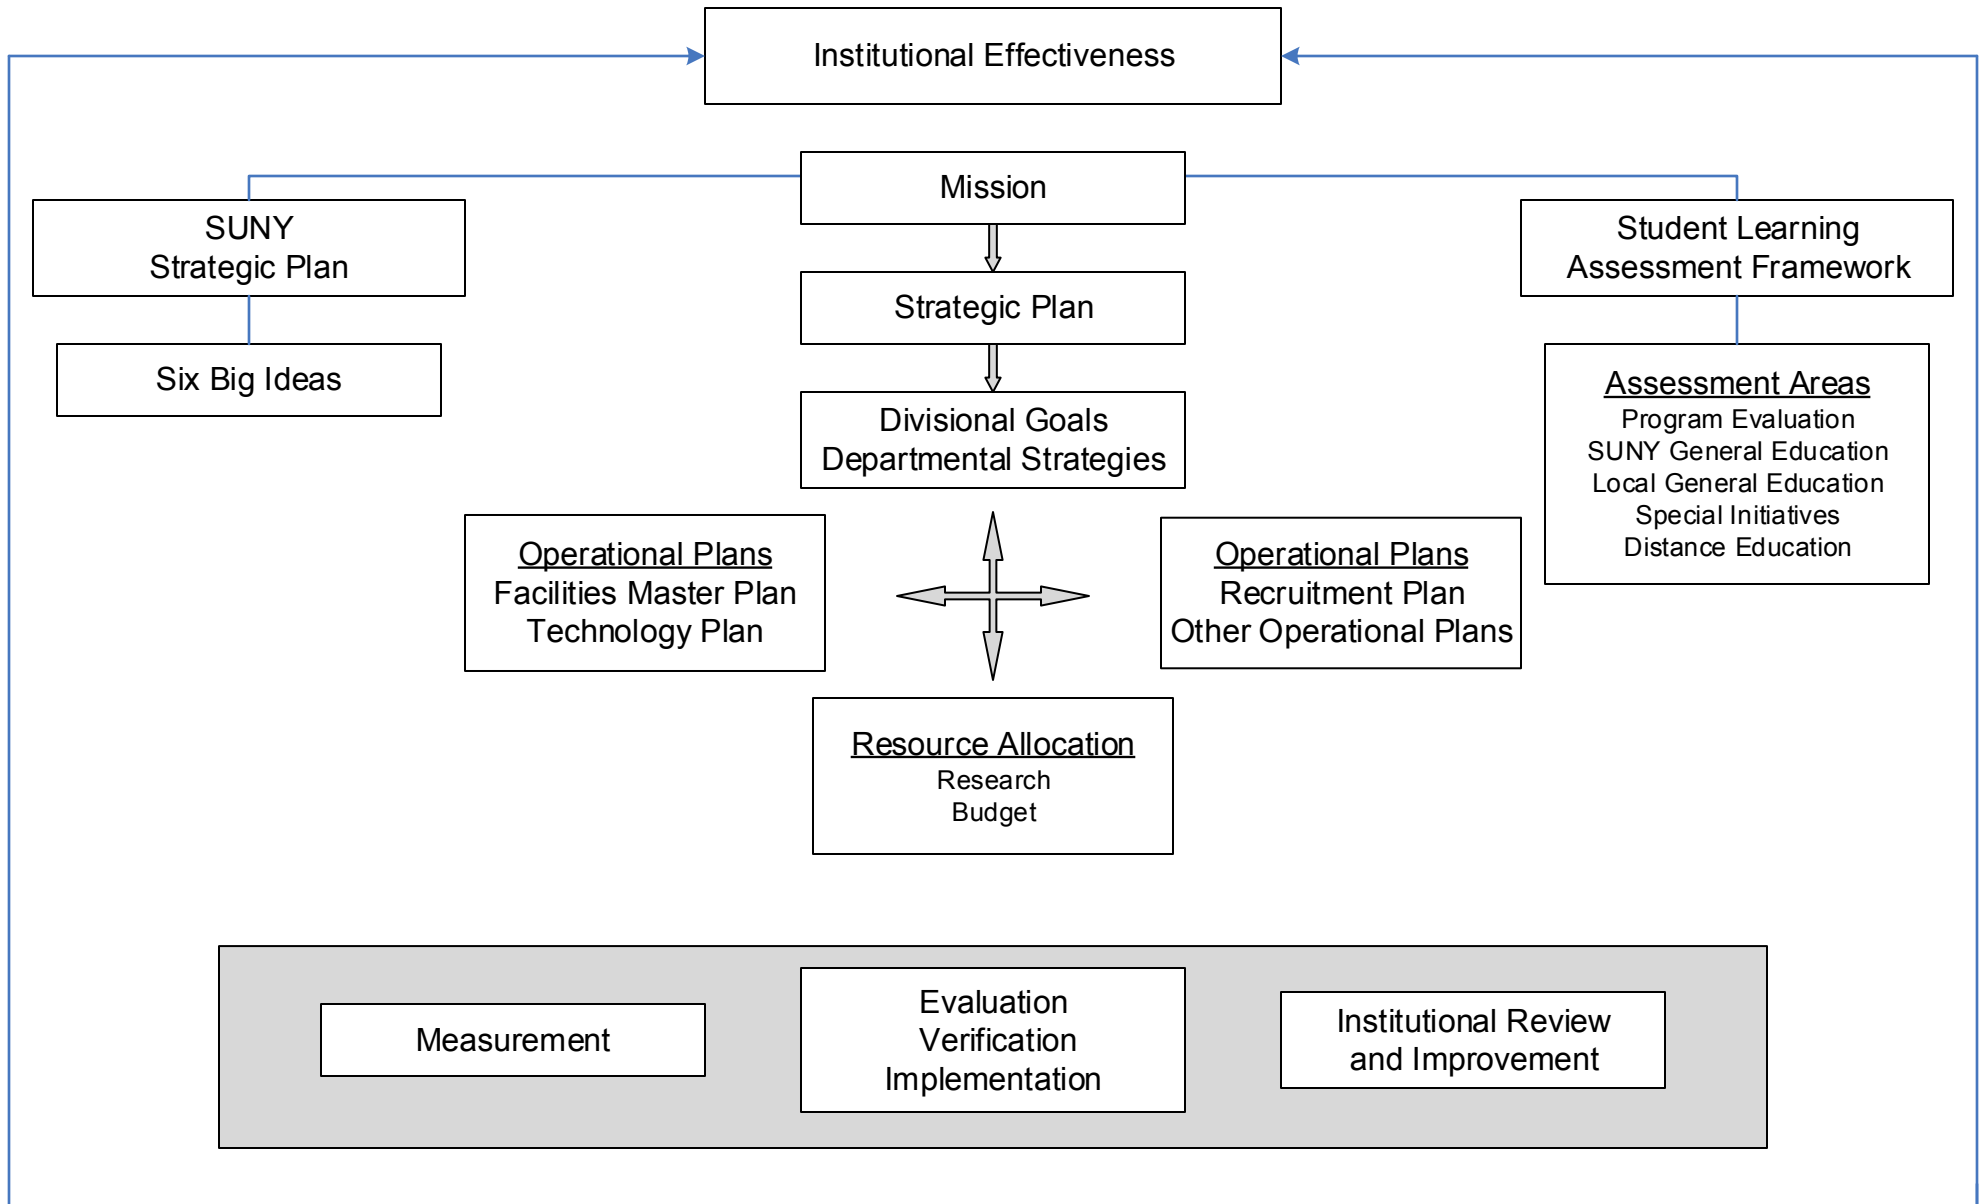 Institutional Effectiveness
Mission
SUNY
Strategic Plan
Student Learning
Assessment Framework
Strategic Plan
Six Big Ideas
Assessment Areas
Program Evaluation
SUNY General Education
Local General Education
Special Initiatives
Distance Education
Divisional Goals
Departmental Strategies
Operational Plans
Facilities Master Plan
Technology Plan
Operational Plans
Recruitment Plan
Other Operational Plans
Resource Allocation
Research
Budget
Measurement
Evaluation
Verification
Implementation
Institutional Review
and Improvement